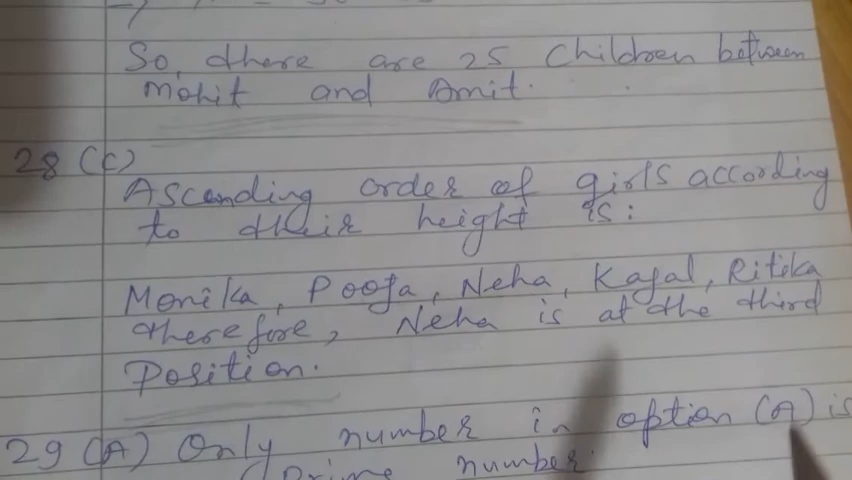 So, there are 25 Children between
Mohit and Amit.
28 (C)
Ascending order of girls according
to their height is:
Monika, Pooja, Neha, Kajal, Ritika
therefore, Neha is at the third
Position.
29 (A) Only number in option (A) is
Prime number.